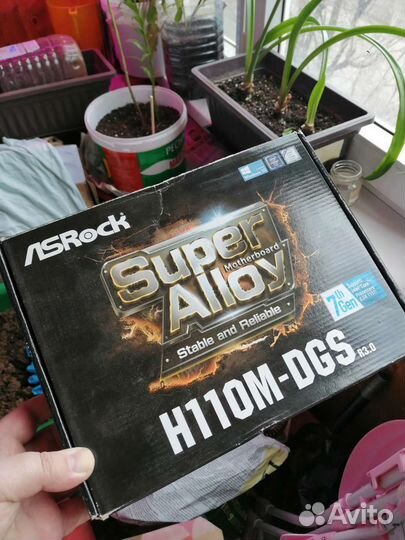 ASRock
Super
Alloy
Motherboard
Stable and Reliable
7th
Gen
H110M-DGS R3.0
Avito